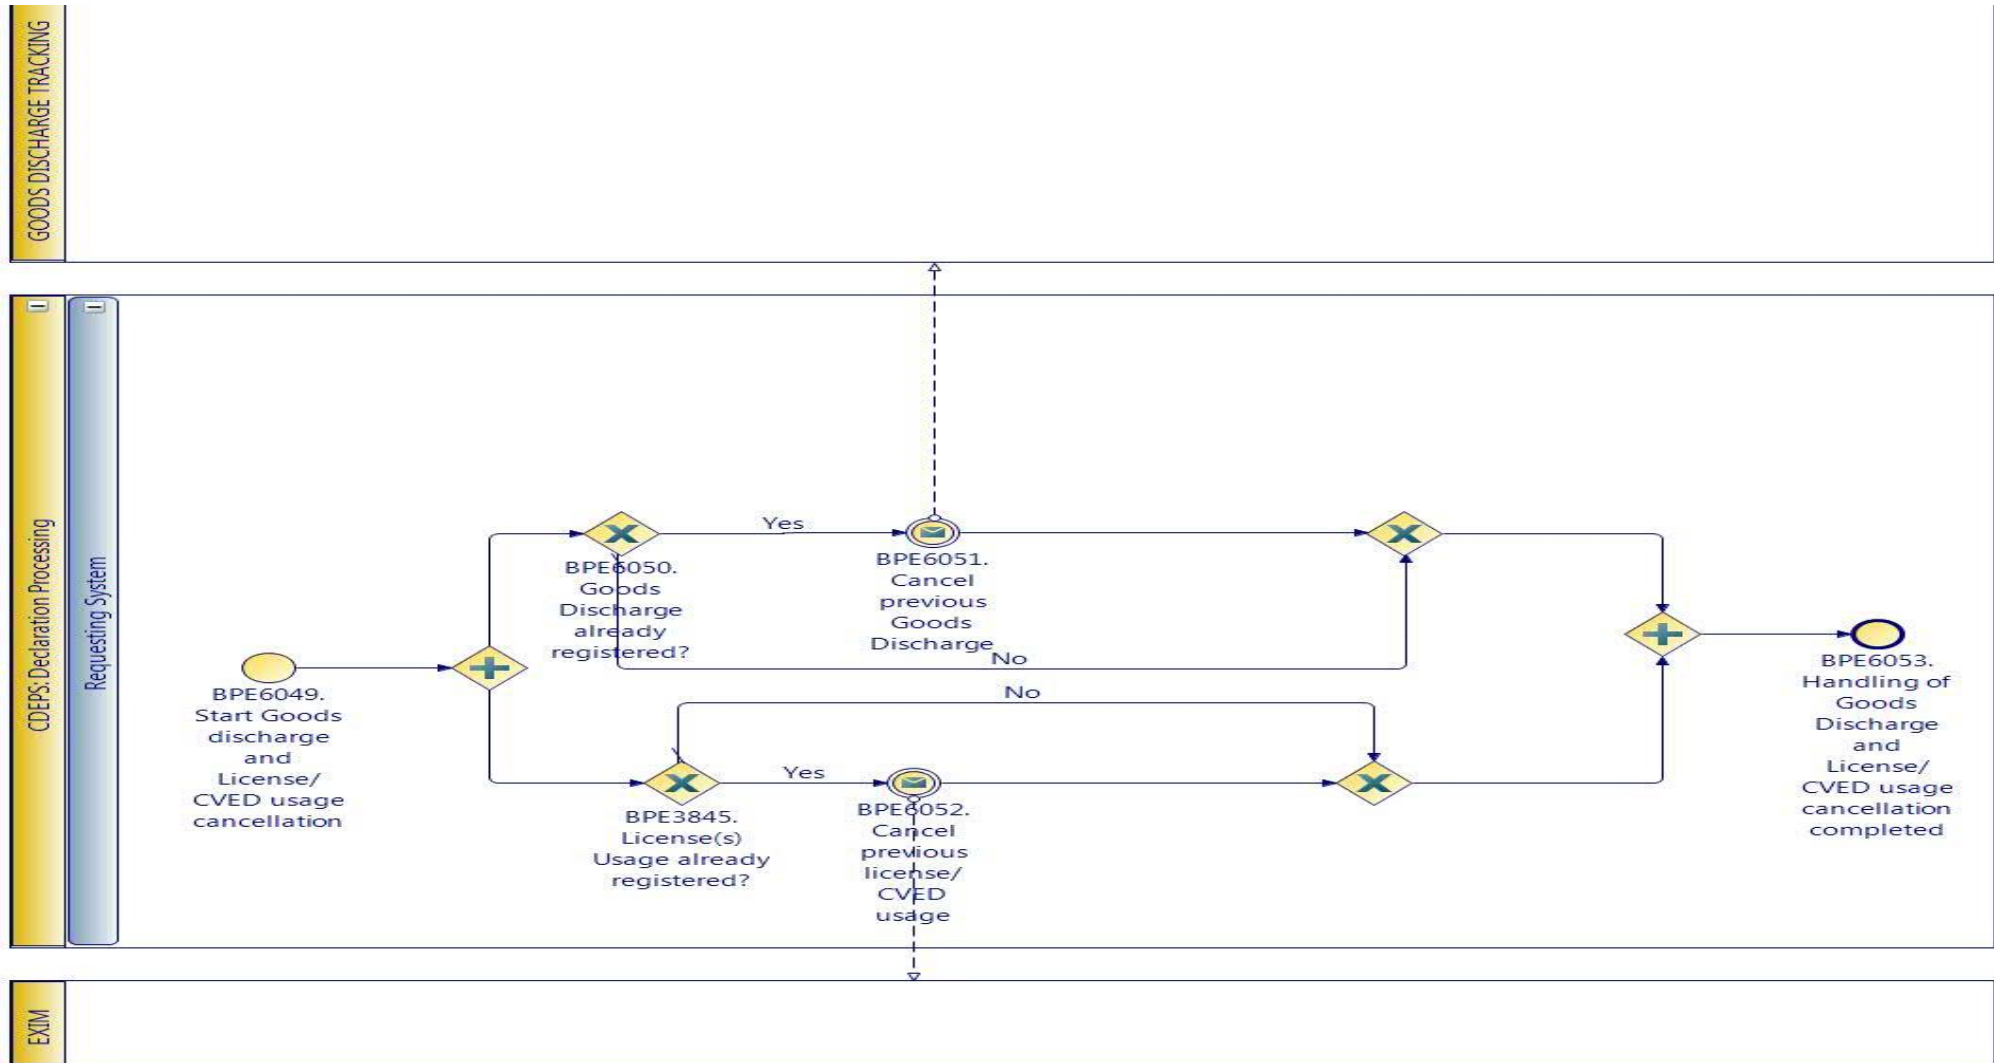 GOODS DISCHARGE TRACKING
CDEPS: Declaration Processing
Requesting System
Yes
BPE6050.
Goods
Discharge
already
registered?
BPE6051.
Cancel
previous
Goods
Discharge
No
BPE6049.
Start Goods
discharge
and
License/
CVED usage
cancellation
No
Yes
BPE3845.
License(s)
Usage already
registered?
BPE6052.
Cancel
previous
license/
CVED
usage
BPE6053.
Handling of
Goods
Discharge
and
License/
CVED usage
cancellation
completed
EXIM